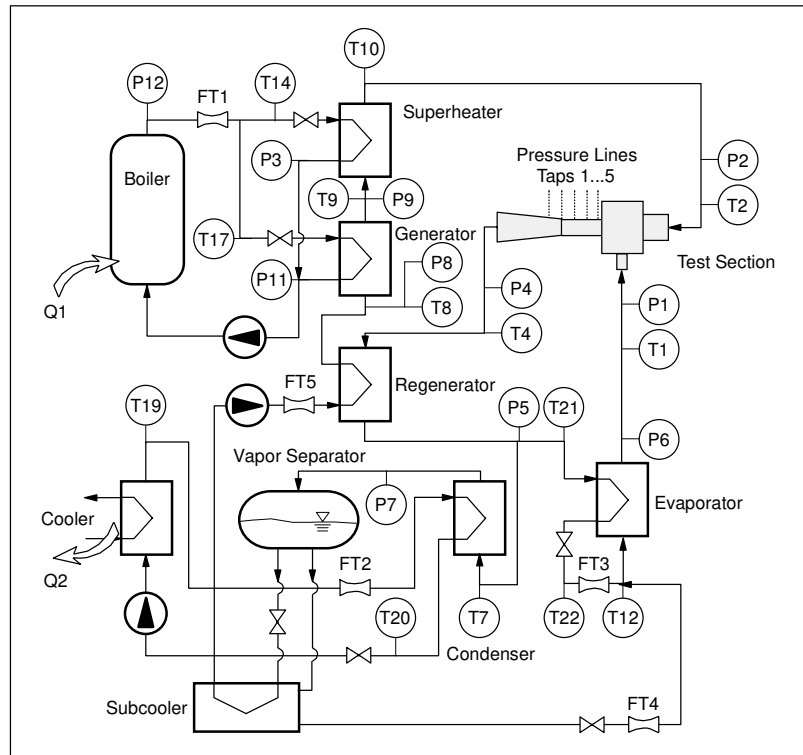 T10
P12
FT1
T14
Superheater
Boiler
P3
Pressure Lines
Taps 1...5
P2
T9
P9
T2
T17
Generator
P8
Test Section
P11
Q1
T8
P4
P1
T4
T1
FT5
Regenerator
T19
P5
T21
P6
Vapor Separator
P7
Evaporator
Cooler
Q2
FT2
FT3
T20
T7
T22
T12
Condenser
Subcooler
FT4